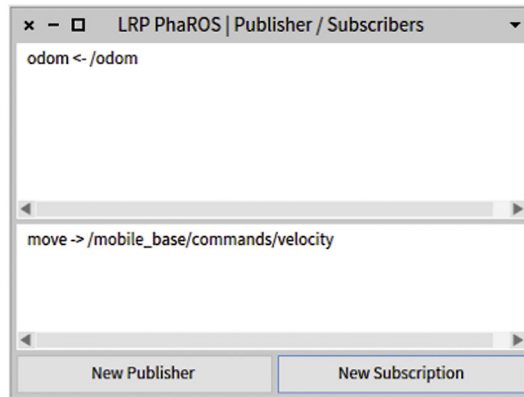 LRP PhaROS | Publisher / Subscribers
odom <- /odom
move -> /mobile_base/commands/velocity
New Publisher
New Subscription